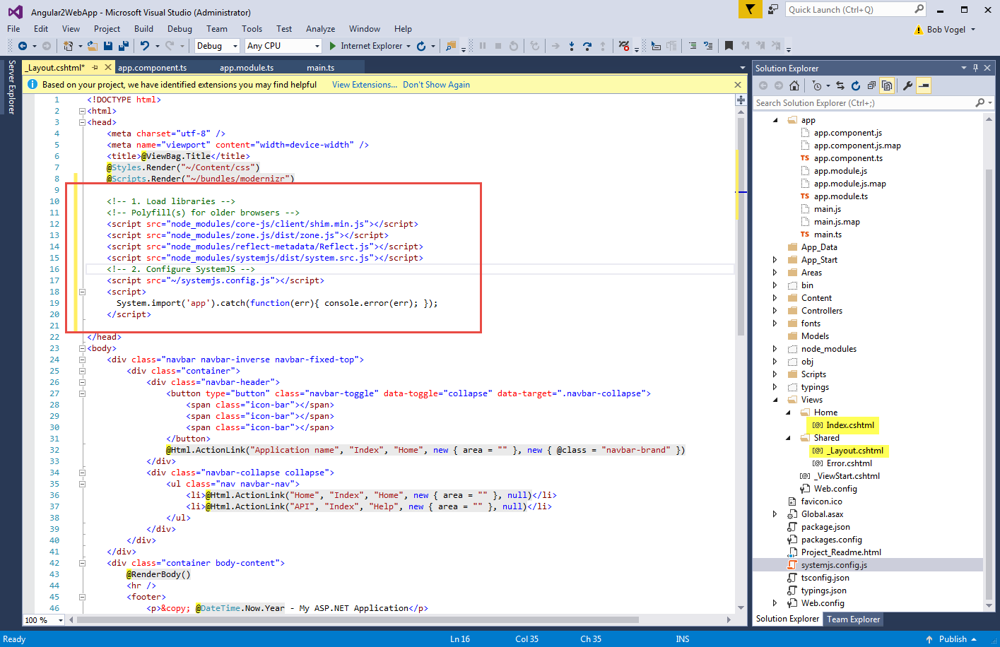 Angular2WebApp - Microsoft Visual Studio (Administrator)
Quick Launch (Ctrl+Q)
File Edit View Project Build Debug Team Tools Test Analyze Window Help
Bob Vogel
Debug Any CPU Internet Explorer
Server Explorer
_Layout.cshtml* app.component.ts app.module.ts main.ts
Based on your project, we have identified extensions you may find helpful View Extensions... Don't Show Again
1 <!DOCTYPE html>
2 <html>
3 <head>
4 <meta charset="utf-8" />
5 <meta name="viewport" content="width=device-width" />
6 <title>@ViewBag.Title</title>
7 @Styles.Render("~/Content/css")
8 @Scripts.Render("~/bundles/modernizr")
9
10 <!-- 1. Load libraries -->
11 <!-- Polyfill(s) for older browsers -->
12 <script src="node_modules/core-js/client/shim.min.js"></script>
13 <script src="node_modules/zone.js/dist/zone.js"></script>
14 <script src="node_modules/reflect-metadata/Reflect.js"></script>
15 <script src="node_modules/systemjs/dist/system.src.js"></script>
16 <!-- 2. Configure SystemJS -->
17 <script src="~/systemjs.config.js"></script>
18 <script>
19 System.import('app').catch(function(err){ console.error(err); });
20 </script>
21
22 </head>
23 <body>
24 <div class="navbar navbar-inverse navbar-fixed-top">
25 <div class="container">
26 <div class="navbar-header">
27 <button type="button" class="navbar-toggle" data-toggle="collapse" data-target=".navbar-collapse">
28 <span class="icon-bar"></span>
29 <span class="icon-bar"></span>
30 <span class="icon-bar"></span>
31 </button>
32 @Html.ActionLink("Application name", "Index", "Home", new { area = "" }, new { @class = "navbar-brand" })
33 </div>
34 <div class="navbar-collapse collapse">
35 <ul class="nav navbar-nav">
36 <li>@Html.ActionLink("Home", "Index", "Home", new { area = "" }, null)</li>
37 <li>@Html.ActionLink("API", "Index", "Help", new { area = "" }, null)</li>
38 </ul>
39 </div>
40 </div>
41 </div>
42 <div class="container body-content">
43 @RenderBody()
44 <hr />
45 <footer>
46 <p>&copy; @DateTime.Now.Year - My ASP.NET Application</p>
100 %
Solution Explorer
Search Solution Explorer (Ctrl+;)
app
app.component.js
app.component.js.map
TS app.component.ts
app.module.js
app.module.js.map
TS app.module.ts
main.js
main.js.map
TS main.ts
App_Data
App_Start
Areas
bin
Content
Controllers
fonts
Models
node_modules
obj
Scripts
typings
Views
Home
[@] Index.cshtml
Shared
[@] _Layout.cshtml
[@] Error.cshtml
[@] _ViewStart.cshtml
Web.config
favicon.ico
Global.asax
package.json
packages.config
Project_Readme.html
systemjs.config.js
tsconfig.json
typings.json
Web.config
Solution Explorer Team Explorer
Ready Ln 16 Col 35 Ch 35 INS Publish